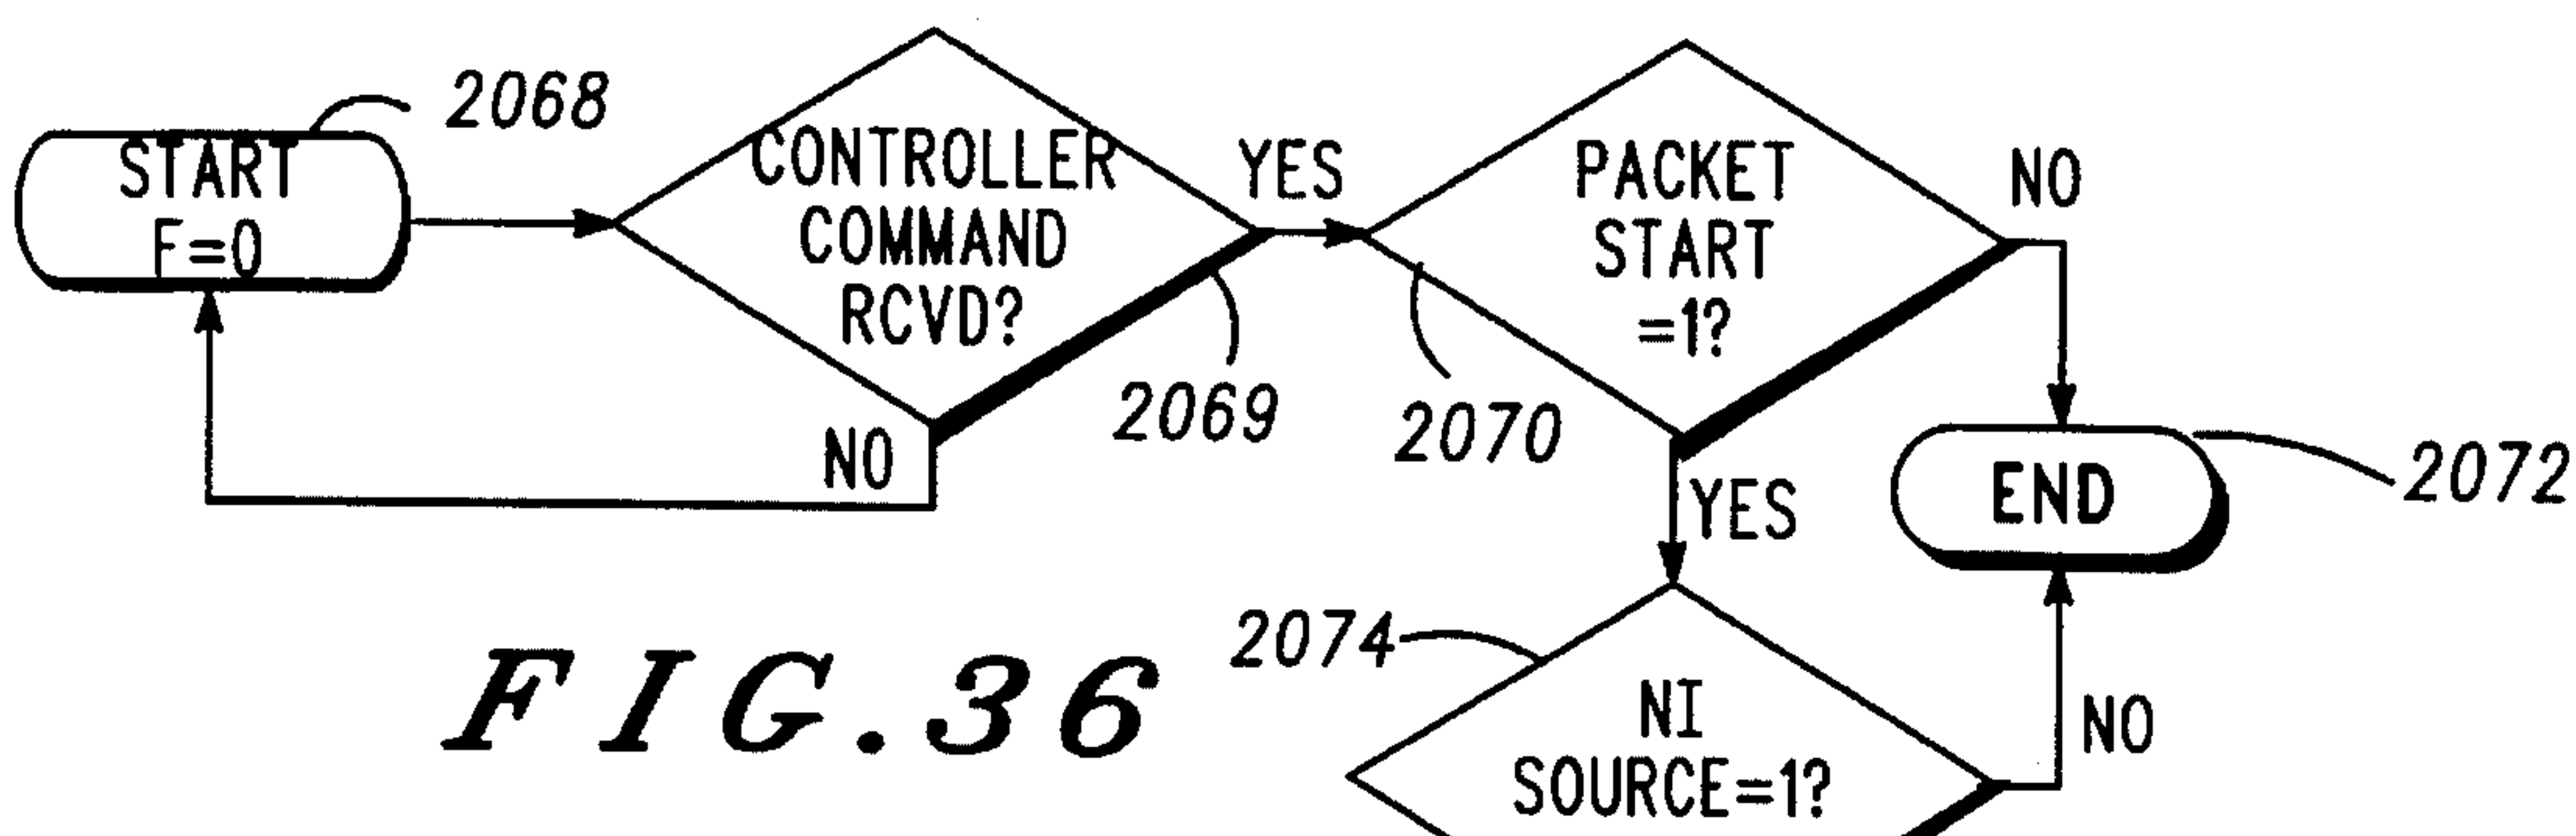 2068
START
F=0
CONTROLLER
COMMAND
RCVD?
YES
NO
2069
PACKET
START
=1?
NO
2070
YES
END
2072
FIG.36
2074
NI
SOURCE=1?
NO